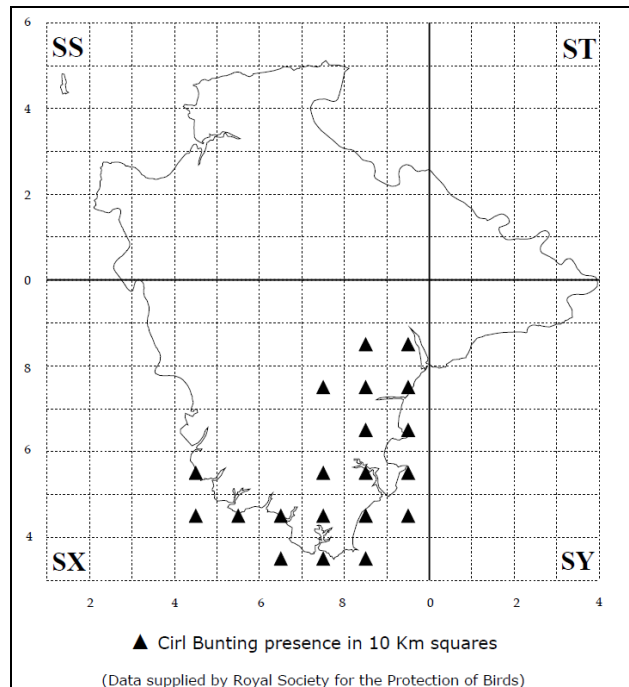 6
SS ST
4
2
0
8
6
4
SX SY
2 4 6 8 0 2 4
▲ Cirl Bunting presence in 10 Km squares
(Data supplied by Royal Society for the Protection of Birds)